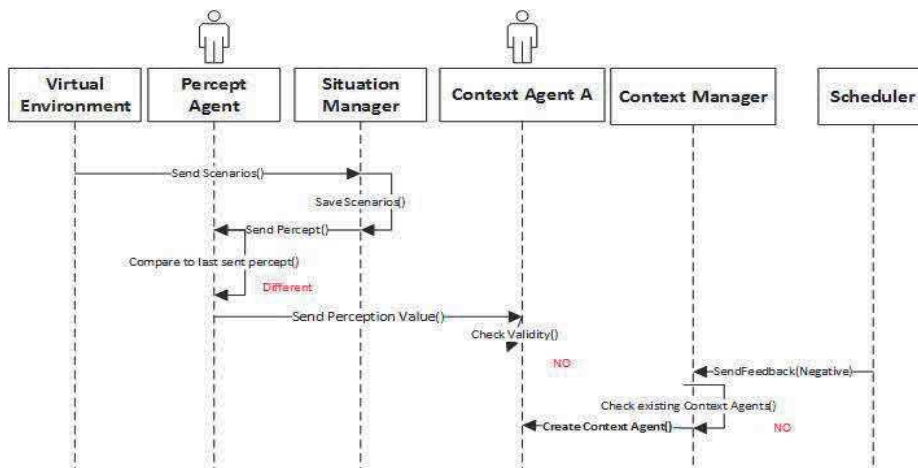 Virtual
Environment
Percept
Agent
Situation
Manager
Context Agent A
Context Manager
Scheduler
Send Scenarios()
Save Scenarios()
Send Percept()
Compare to last sent percept()
Different
Send Perception Value()
Check Validity()
NO
SendFeedback(Negative)
Check existing Context Agents()
Create Context Agent()
NO